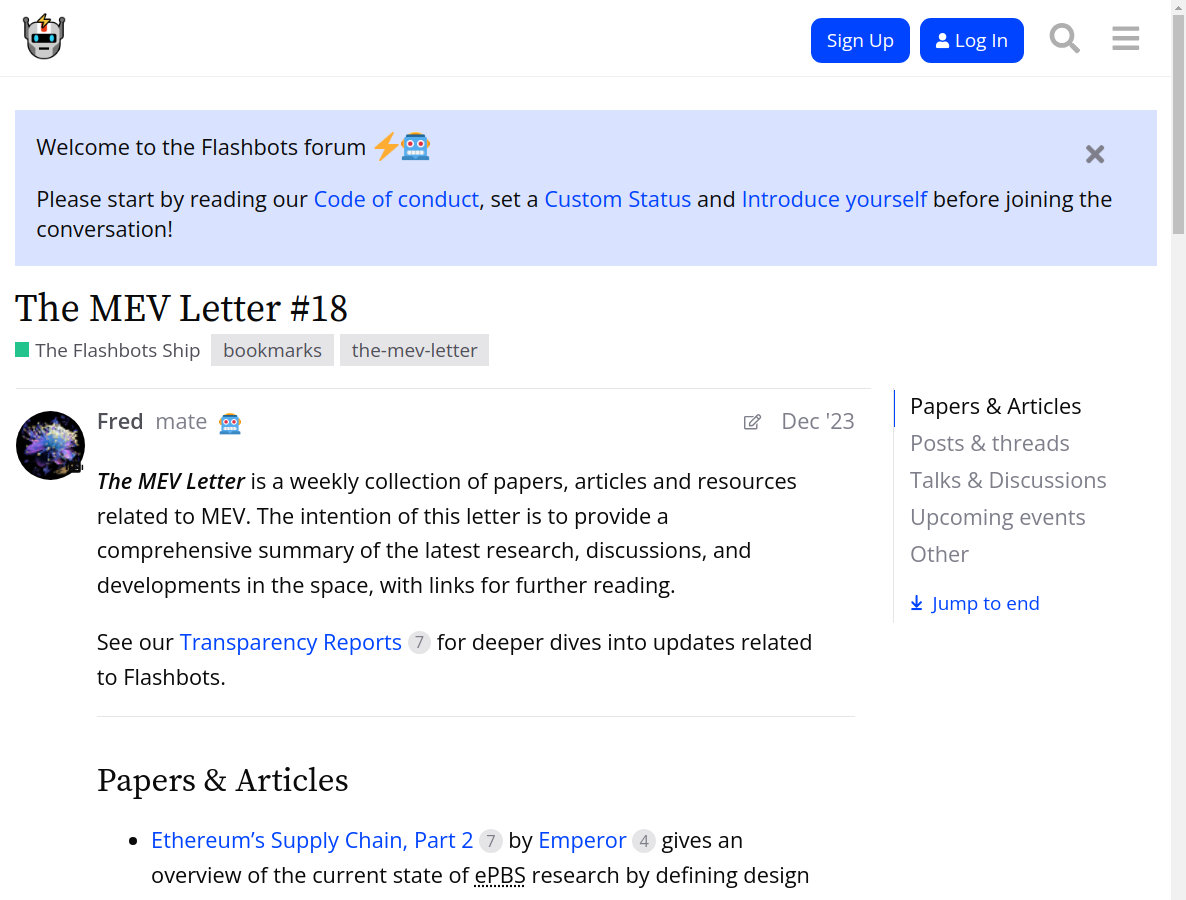 Sign Up
Log In
Welcome to the Flashbots forum
Please start by reading our Code of conduct, set a Custom Status and Introduce yourself before joining the
conversation!
The MEV Letter #18
The Flashbots Ship bookmarks the-mev-letter
Fred mate Dec '23
The MEV Letter is a weekly collection of papers, articles and resources
related to MEV. The intention of this letter is to provide a
comprehensive summary of the latest research, discussions, and
developments in the space, with links for further reading.
See our Transparency Reports 7 for deeper dives into updates related
to Flashbots.
Papers & Articles
Ethereum’s Supply Chain, Part 2 7 by Emperor 4 gives an
overview of the current state of ePBS research by defining design
Papers & Articles
Posts & threads
Talks & Discussions
Upcoming events
Other
Jump to end